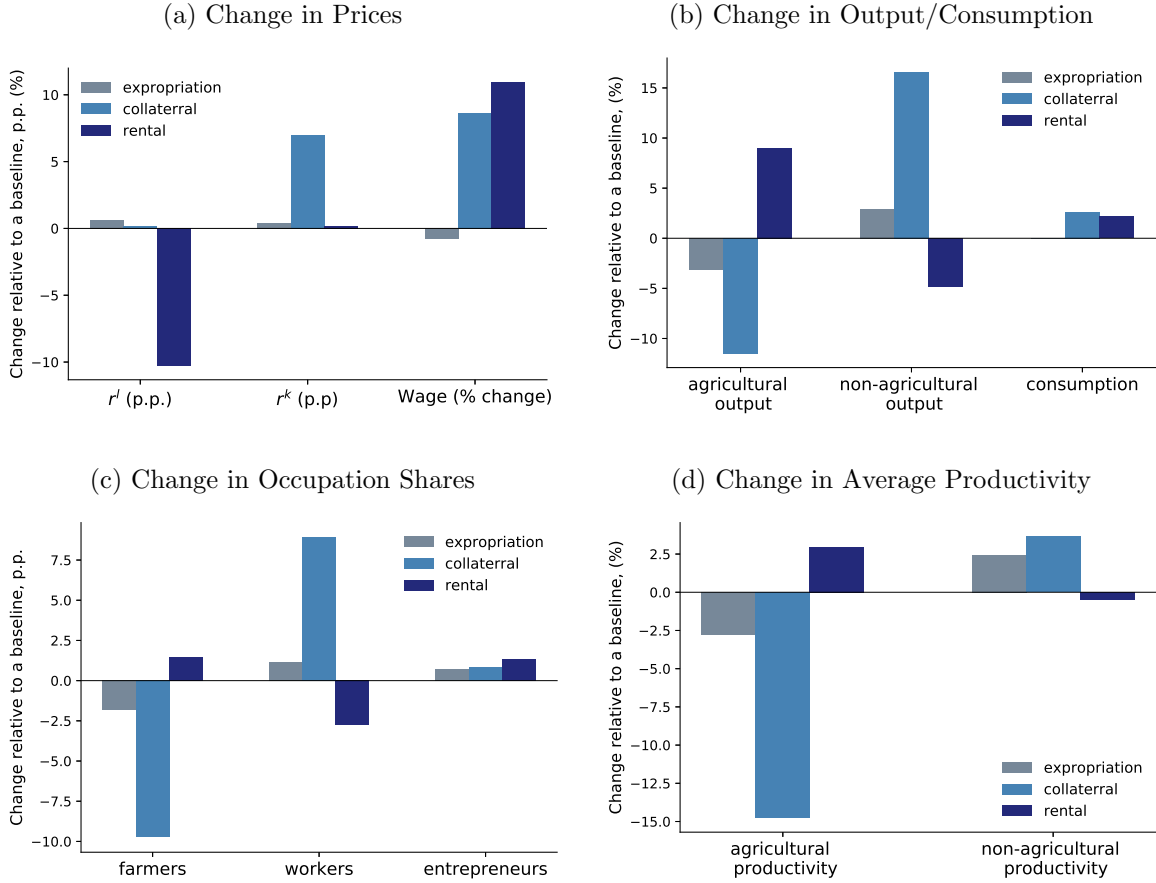 (a) Change in Prices
Change relative to a baseline, p.p. (%)
10
5
0
−5
−10
expropriation
collaterral
rental
r^l (p.p.)
r^k (p.p)
Wage (% change)
(b) Change in Output/Consumption
Change relative to a baseline, (%)
15
10
5
0
−5
−10
expropriation
collaterral
rental
agricultural
output
non-agricultural
output
consumption
(c) Change in Occupation Shares
Change relative to a baseline, p.p.
7.5
5.0
2.5
0.0
−2.5
−5.0
−7.5
−10.0
expropriation
collaterral
rental
farmers
workers
entrepreneurs
(d) Change in Average Productivity
Change relative to a baseline, (%)
2.5
0.0
−2.5
−5.0
−7.5
−10.0
−12.5
−15.0
expropriation
collaterral
rental
agricultural
productivity
non-agricultural
productivity